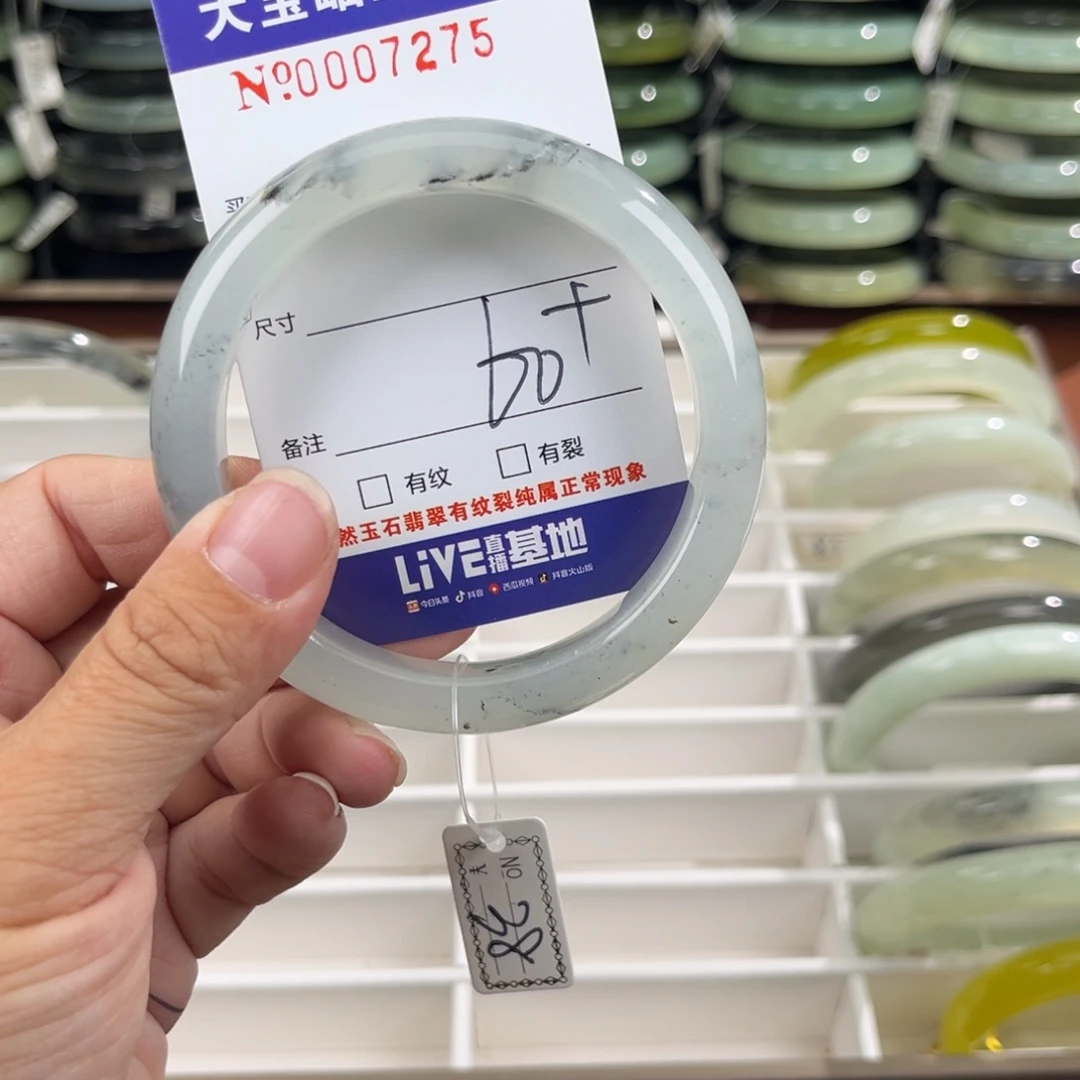 №0007275
尺寸
60+
备注
有纹 有裂
然玉石翡翠有纹裂纯属正常现象
LiVE直播基地
今日头条 抖音 西瓜视频 抖音火山版
NO
38